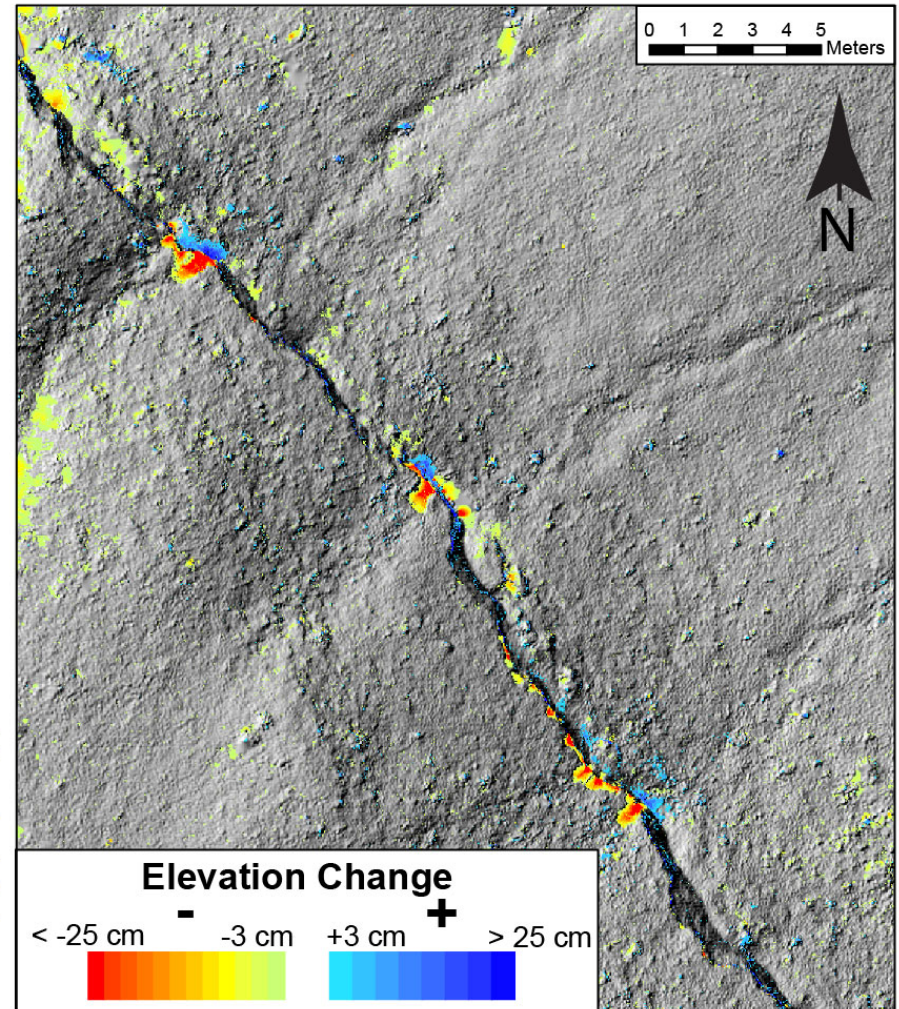 0 1 2 3 4 5
Meters
N
Elevation Change
- +
< -25 cm -3 cm +3 cm > 25 cm